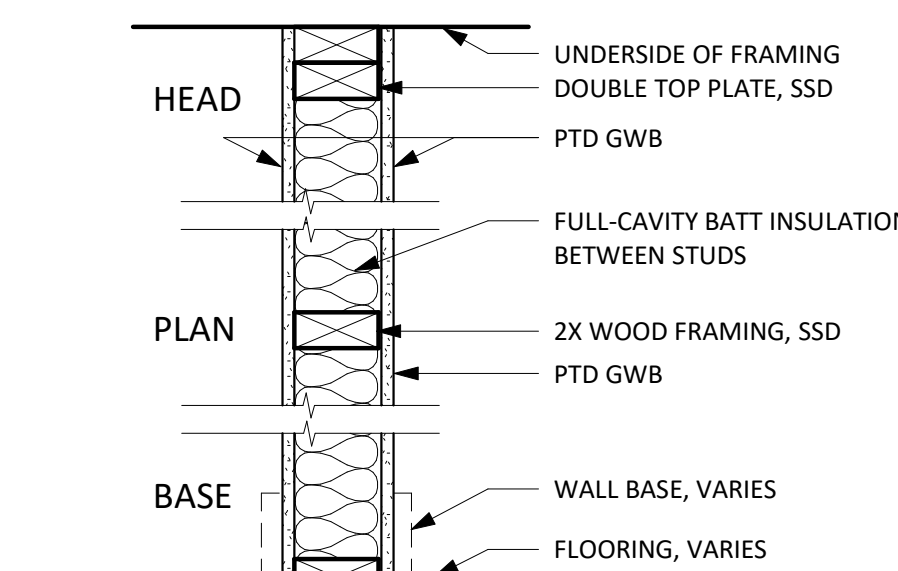 HEAD
UNDERSIDE OF FRAMING
DOUBLE TOP PLATE, SSD
PTD GWB
FULL-CAVITY BATT INSULATION
BETWEEN STUDS
PLAN
2X WOOD FRAMING, SSD
PTD GWB
BASE
WALL BASE, VARIES
FLOORING, VARIES